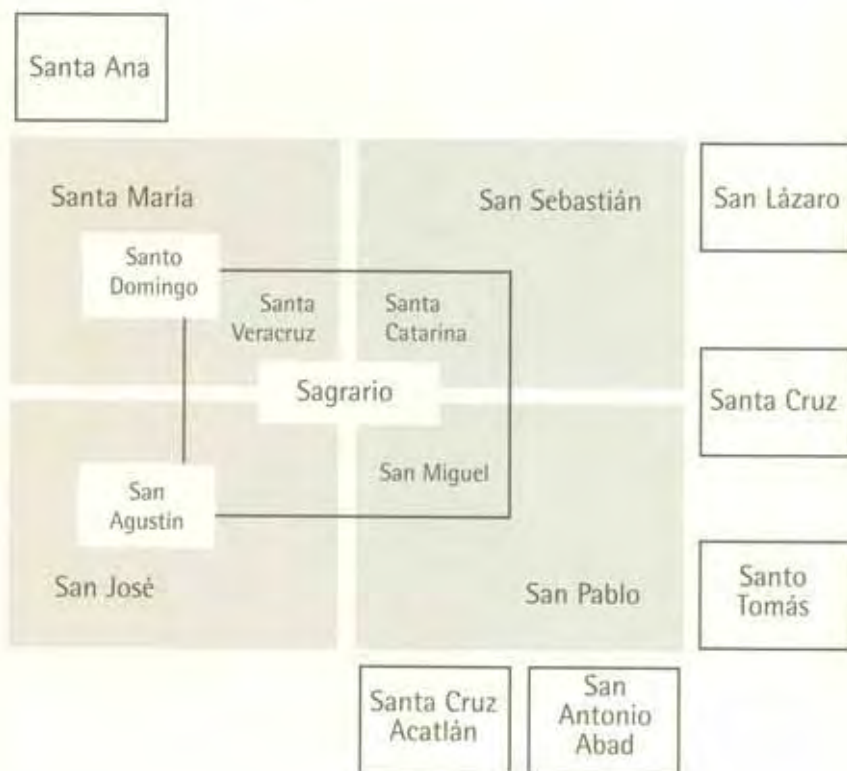 Santa Ana
Santa María
San Sebastián
San Lázaro
Santo
Domingo
Santa
Veracruz
Santa
Catarina
Sagrario
Santa Cruz
San Miguel
San
Agustín
San José
San Pablo
Santo
Tomás
Santa Cruz
Acatlán
San
Antonio
Abad